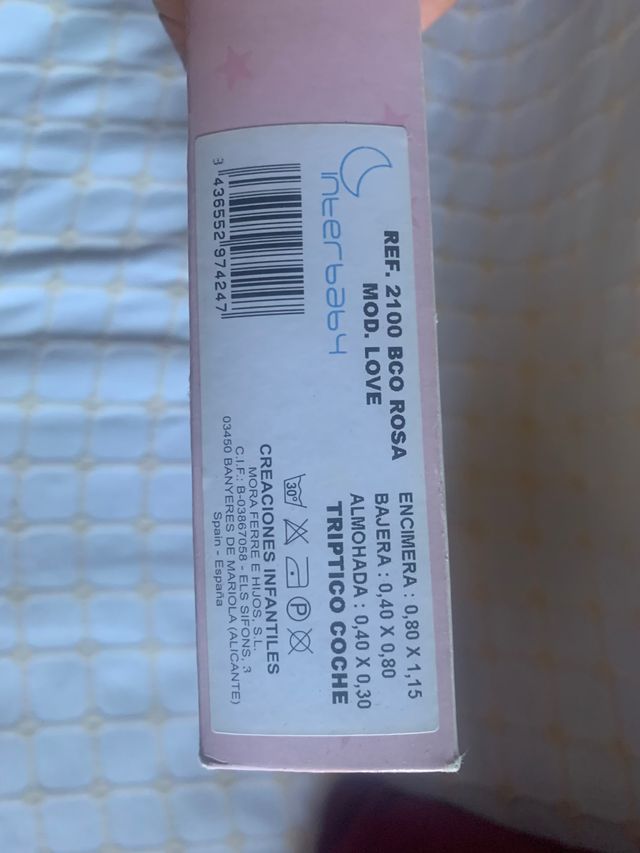 interbaby
REF. 2100 BCO ROSA
MOD. LOVE
3 436552 974247
ENCIMERA : 0,80 X 1,15
BAJERA : 0,40 X 0,80
ALMOHADA : 0,40 X 0,30
TRIPTICO COCHE
30°
P
CREACIONES INFANTILES
MORA FERRE E HIJOS, S.L.
C.I.F.: B-03867058 - ELS SIFONS, 3
03450 BANYERES DE MARIOLA (ALICANTE)
Spain - España